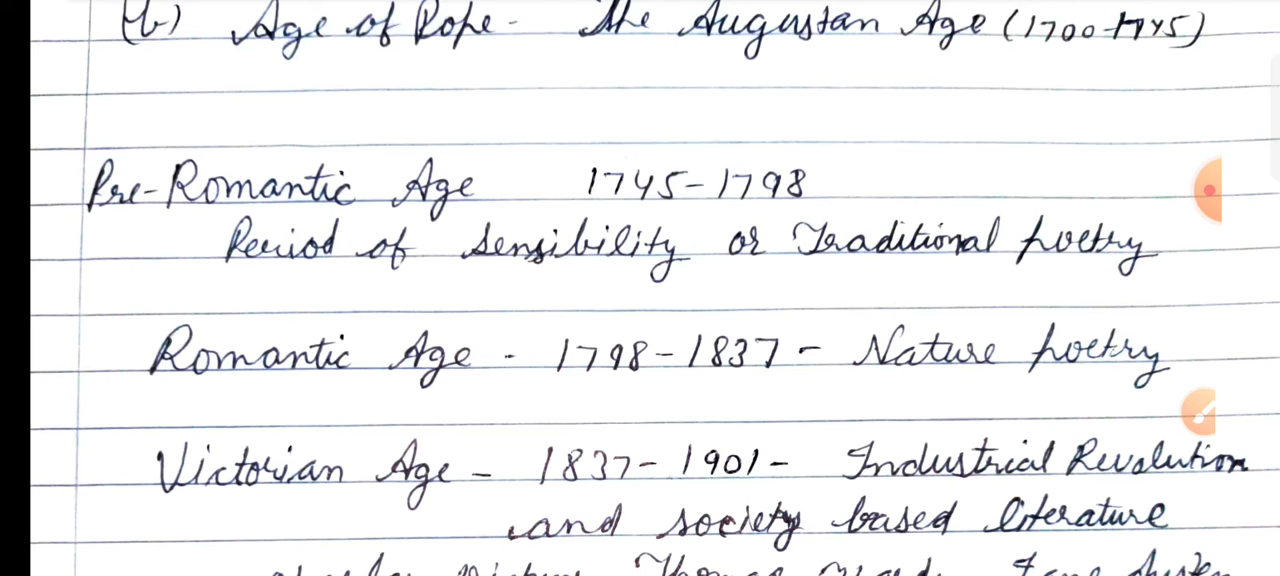 (b) Age of Pope - The Augustan Age (1700-1745)
Pre-Romantic Age 1745-1798
Period of Sensibility or Traditional poetry
Romantic Age - 1798-1837 - Nature poetry
Victorian Age - 1837-1901 - Industrial Revolution
and society based literature